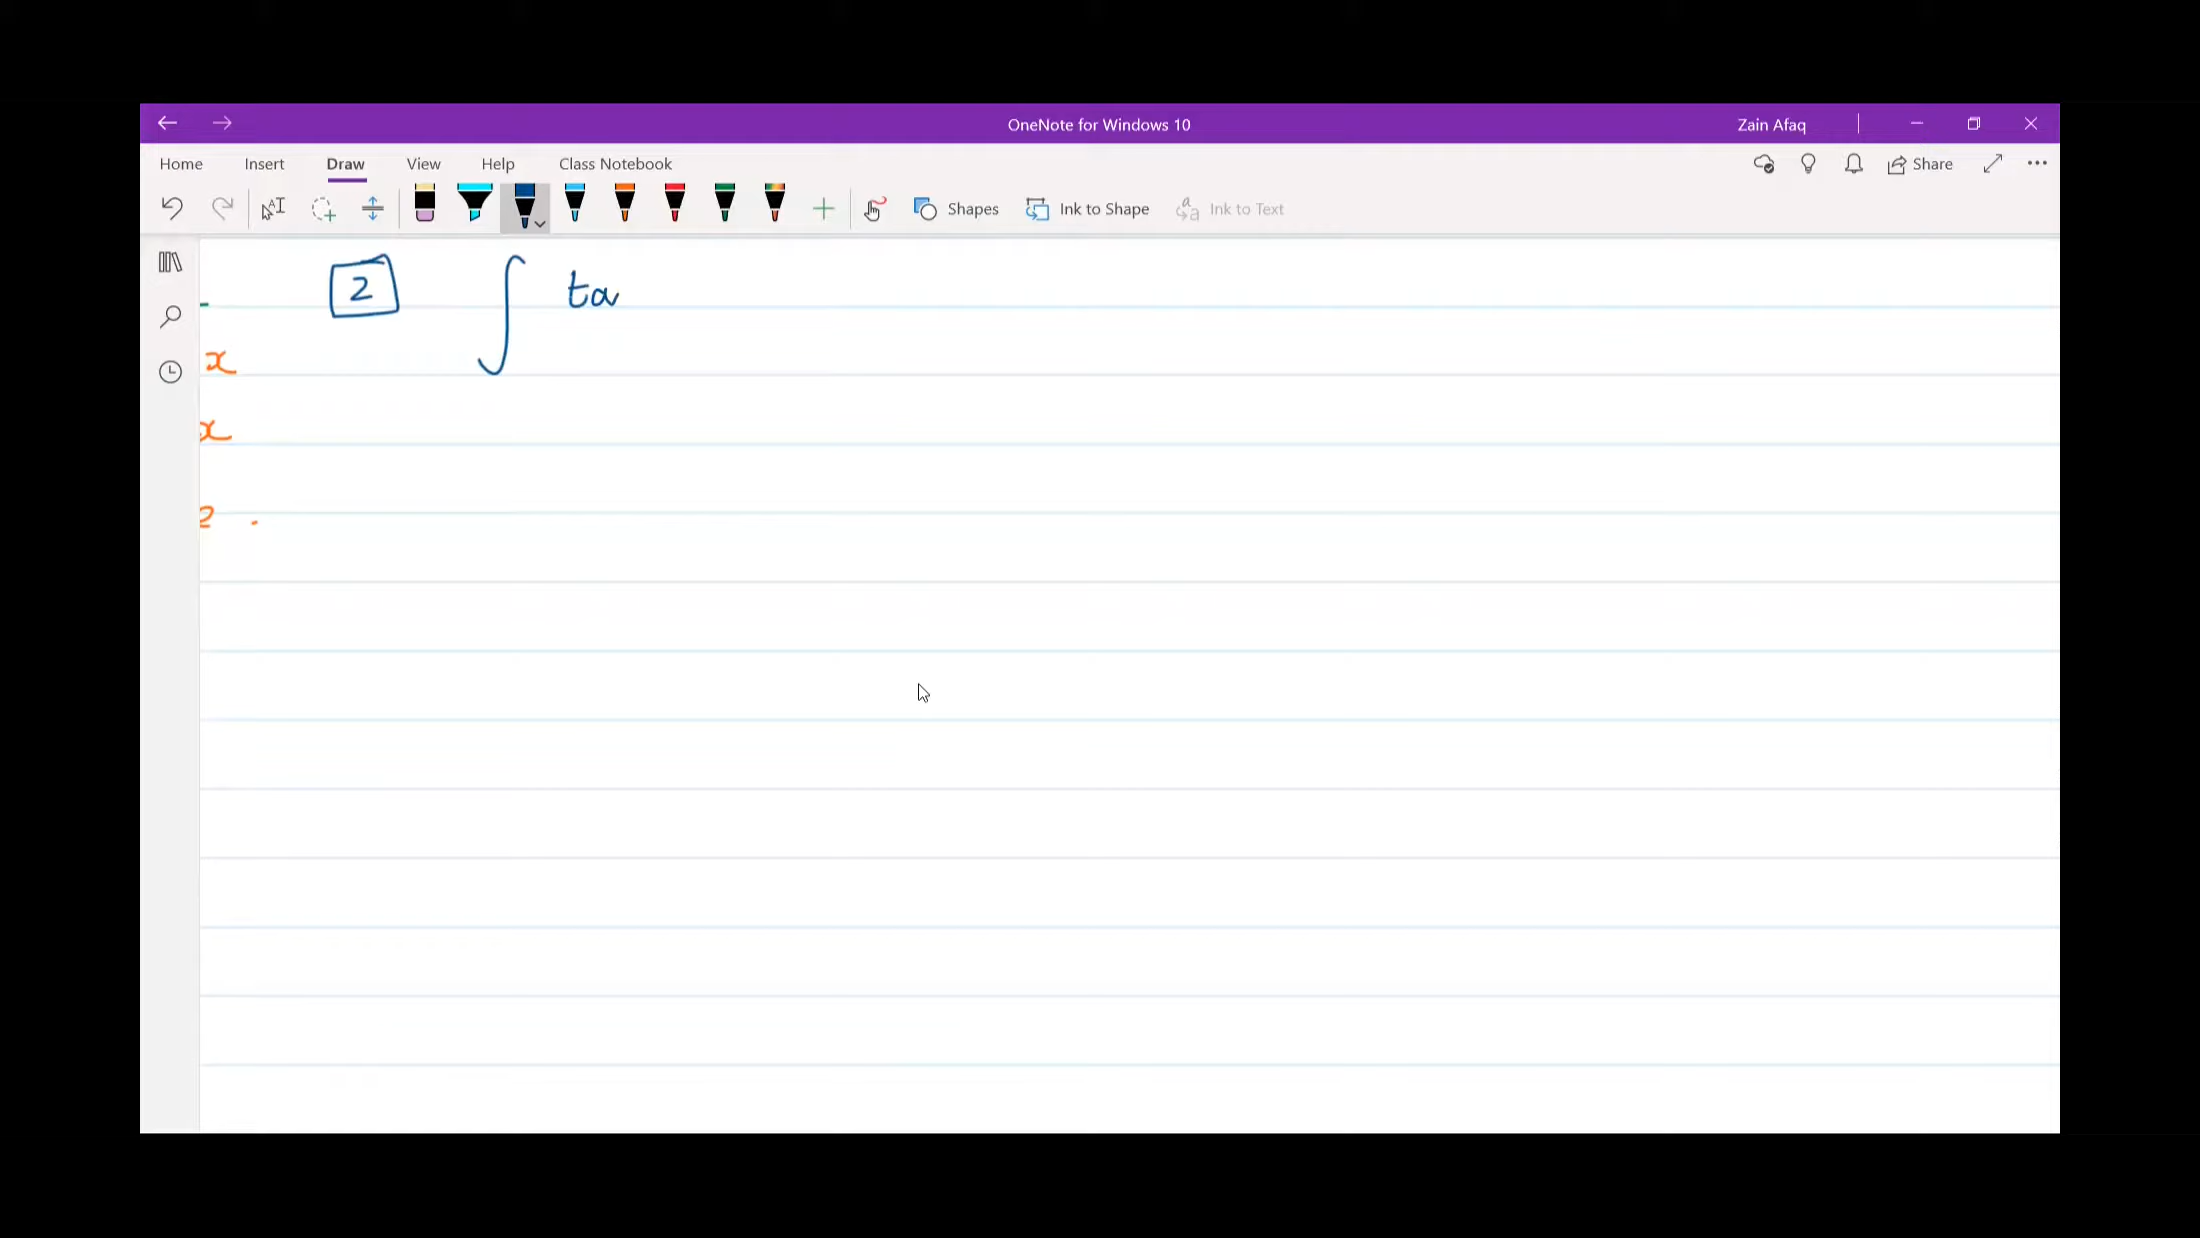 OneNote for Windows 10
Zain Afaq
Home Insert Draw View Help Class Notebook Share
Shapes Ink to Shape Ink to Text
2 ∫ ta
x
x
e .